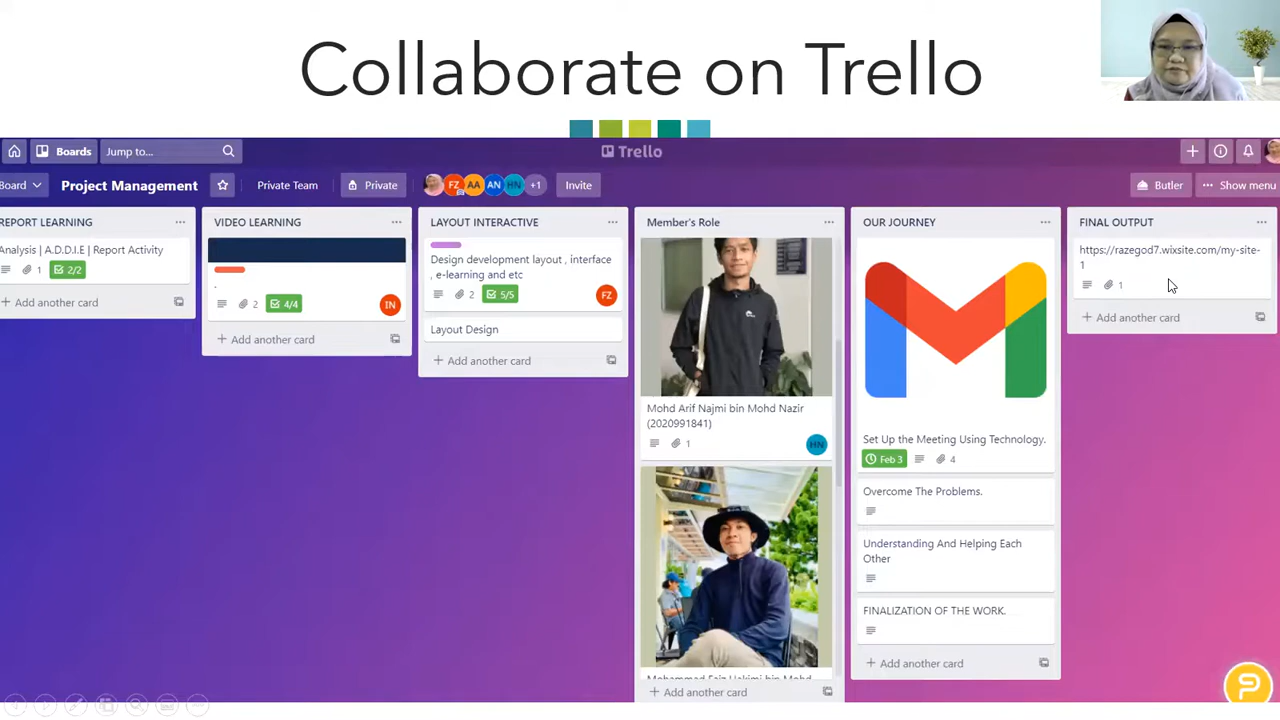 Collaborate on Trello
Boards
Jump to...
Trello
Board
Project Management
Private Team
Private
FZ
AA
AN
HN
+1
Invite
Butler
Show menu
REPORT LEARNING
Analysis | A.D.D.I.E | Report Activity
1
2/2
+ Add another card
VIDEO LEARNING
.
2
4/4
IN
+ Add another card
LAYOUT INTERACTIVE
Design development layout , interface
, e-learning and etc
2
5/5
FZ
Layout Design
+ Add another card
Member's Role
Mohd Arif Najmi bin Mohd Nazir
(2020991841)
1
HN
Mohammad Faiz Hakimi bin Mohd
+ Add another card
OUR JOURNEY
Set Up the Meeting Using Technology.
Feb 3
4
Overcome The Problems.
Understanding And Helping Each
Other
FINALIZATION OF THE WORK.
+ Add another card
FINAL OUTPUT
https://razegod7.wixsite.com/my-site-
1
1
+ Add another card